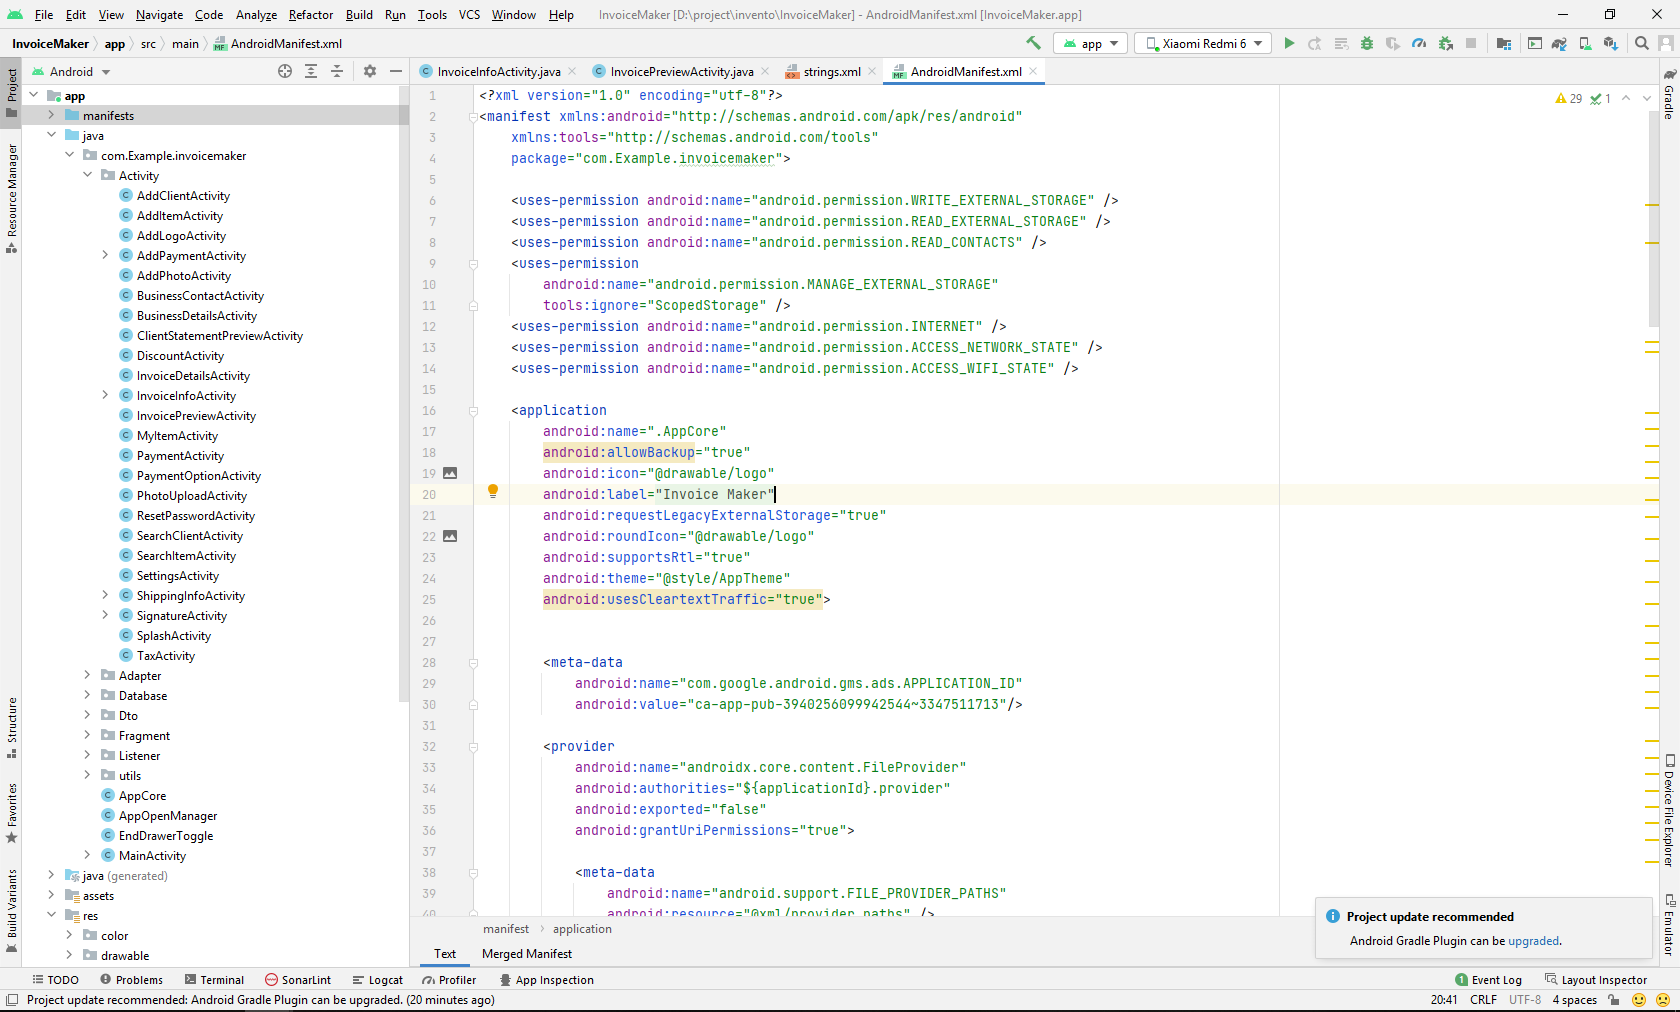 File Edit View Navigate Code Analyze Refactor Build Run Tools VCS Window Help InvoiceMaker [D:\project\invento\InvoiceMaker] - AndroidManifest.xml [InvoiceMaker.app]
InvoiceMaker app src main AndroidManifest.xml app Xiaomi Redmi 6
Android InvoiceInfoActivity.java InvoicePreviewActivity.java strings.xml AndroidManifest.xml
Project
Resource Manager
Structure
Favorites
Build Variants
app
manifests
java
com.Example.invoicemaker
Activity
AddClientActivity
AddItemActivity
AddLogoActivity
AddPaymentActivity
AddPhotoActivity
BusinessContactActivity
BusinessDetailsActivity
ClientStatementPreviewActivity
DiscountActivity
InvoiceDetailsActivity
InvoiceInfoActivity
InvoicePreviewActivity
MyItemActivity
PaymentActivity
PaymentOptionActivity
PhotoUploadActivity
ResetPasswordActivity
SearchClientActivity
SearchItemActivity
SettingsActivity
ShippingInfoActivity
SignatureActivity
SplashActivity
TaxActivity
Adapter
Database
Dto
Fragment
Listener
utils
AppCore
AppOpenManager
EndDrawerToggle
MainActivity
java (generated)
assets
res
color
drawable
1 <?xml version="1.0" encoding="utf-8"?>
2 <manifest xmlns:android="http://schemas.android.com/apk/res/android"
3 xmlns:tools="http://schemas.android.com/tools"
4 package="com.Example.invoicemaker">
5
6 <uses-permission android:name="android.permission.WRITE_EXTERNAL_STORAGE" />
7 <uses-permission android:name="android.permission.READ_EXTERNAL_STORAGE" />
8 <uses-permission android:name="android.permission.READ_CONTACTS" />
9 <uses-permission
10 android:name="android.permission.MANAGE_EXTERNAL_STORAGE"
11 tools:ignore="ScopedStorage" />
12 <uses-permission android:name="android.permission.INTERNET" />
13 <uses-permission android:name="android.permission.ACCESS_NETWORK_STATE" />
14 <uses-permission android:name="android.permission.ACCESS_WIFI_STATE" />
15
16 <application
17 android:name=".AppCore"
18 android:allowBackup="true"
19 android:icon="@drawable/logo"
20 android:label="Invoice Maker"
21 android:requestLegacyExternalStorage="true"
22 android:roundIcon="@drawable/logo"
23 android:supportsRtl="true"
24 android:theme="@style/AppTheme"
25 android:usesCleartextTraffic="true">
26
27
28 <meta-data
29 android:name="com.google.android.gms.ads.APPLICATION_ID"
30 android:value="ca-app-pub-3940256099942544~3347511713"/>
31
32 <provider
33 android:name="androidx.core.content.FileProvider"
34 android:authorities="${applicationId}.provider"
35 android:exported="false"
36 android:grantUriPermissions="true">
37
38 <meta-data
39 android:name="android.support.FILE_PROVIDER_PATHS"
40 android:resource="@xml/provider_paths" />
29 1
Gradle
Device File Explorer
Emulator
manifest application
Text Merged Manifest
Project update recommended
Android Gradle Plugin can be upgraded.
TODO Problems Terminal SonarLint Logcat Profiler App Inspection 1 Event Log Layout Inspector
Project update recommended: Android Gradle Plugin can be upgraded. (20 minutes ago) 20:41 CRLF UTF-8 4 spaces